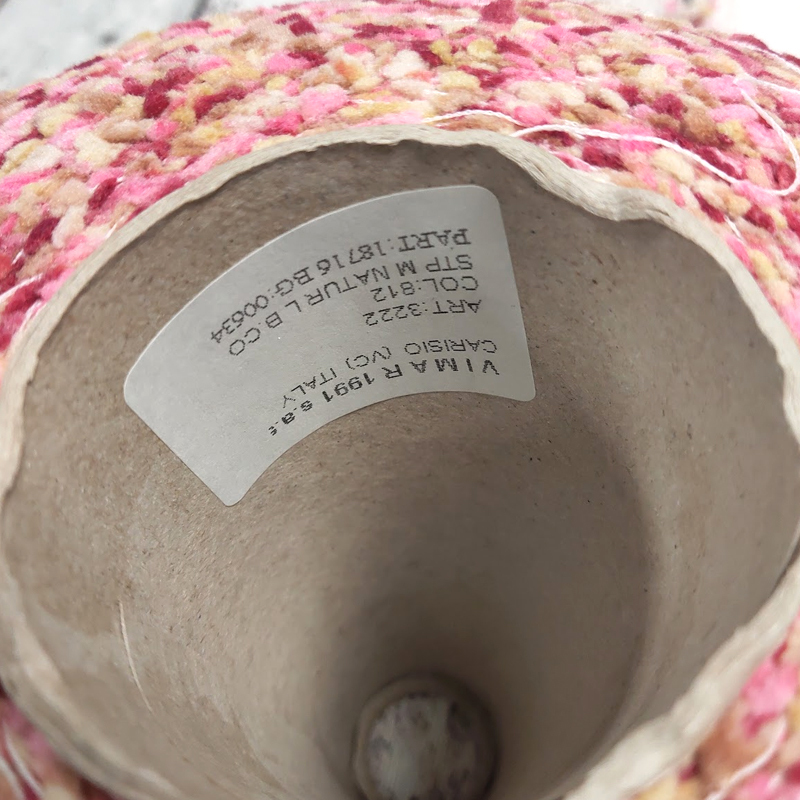 VIMAR 1991 s.a.s
CARISIO (VC) ITALY
ART:3222
COL:812
STP M NATUR L B.CO
PART:18716 BG:00634